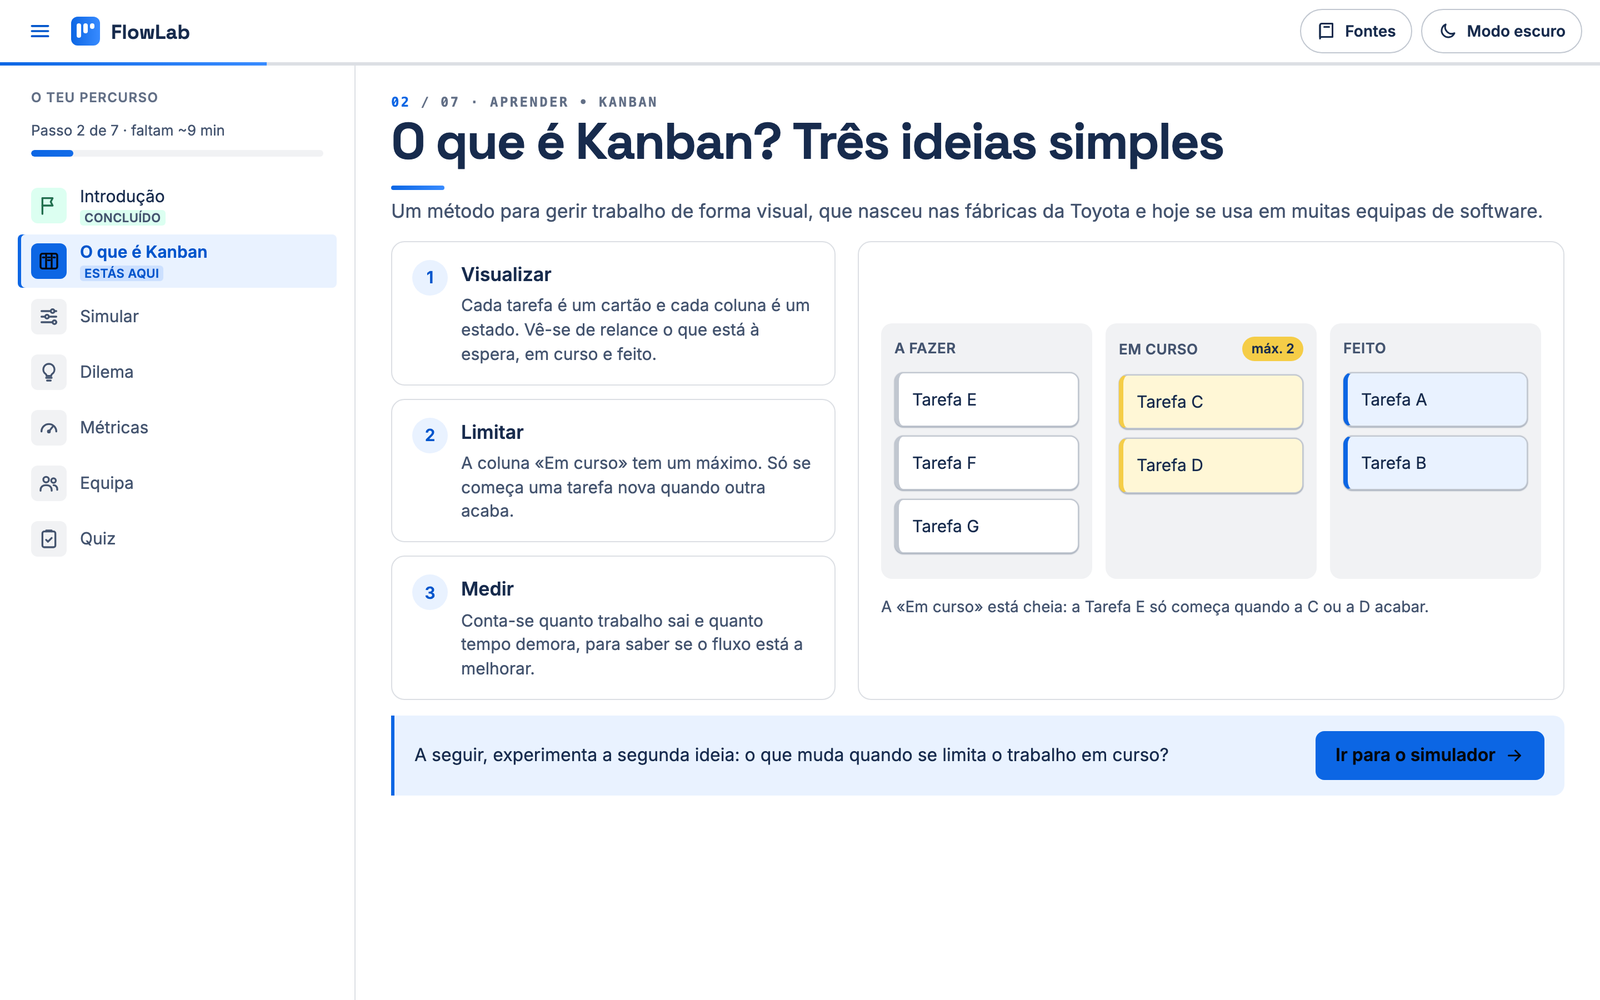 FlowLab
Fontes
Modo escuro
O TEU PERCURSO
Passo 2 de 7 · faltam ~9 min
Introdução
CONCLUÍDO
O que é Kanban
ESTÁS AQUI
Simular
Dilema
Métricas
Equipa
Quiz
02 / 07 · APRENDER • KANBAN
O que é Kanban? Três ideias simples
Um método para gerir trabalho de forma visual, que nasceu nas fábricas da Toyota e hoje se usa em muitas equipas de software.
1 Visualizar
Cada tarefa é um cartão e cada coluna é um
estado. Vê-se de relance o que está à
espera, em curso e feito.
2 Limitar
A coluna «Em curso» tem um máximo. Só se
começa uma tarefa nova quando outra
acaba.
3 Medir
Conta-se quanto trabalho sai e quanto
tempo demora, para saber se o fluxo está a
melhorar.
A FAZER
Tarefa E
Tarefa F
Tarefa G
EM CURSO máx. 2
Tarefa C
Tarefa D
FEITO
Tarefa A
Tarefa B
A «Em curso» está cheia: a Tarefa E só começa quando a C ou a D acabar.
A seguir, experimenta a segunda ideia: o que muda quando se limita o trabalho em curso?
Ir para o simulador →